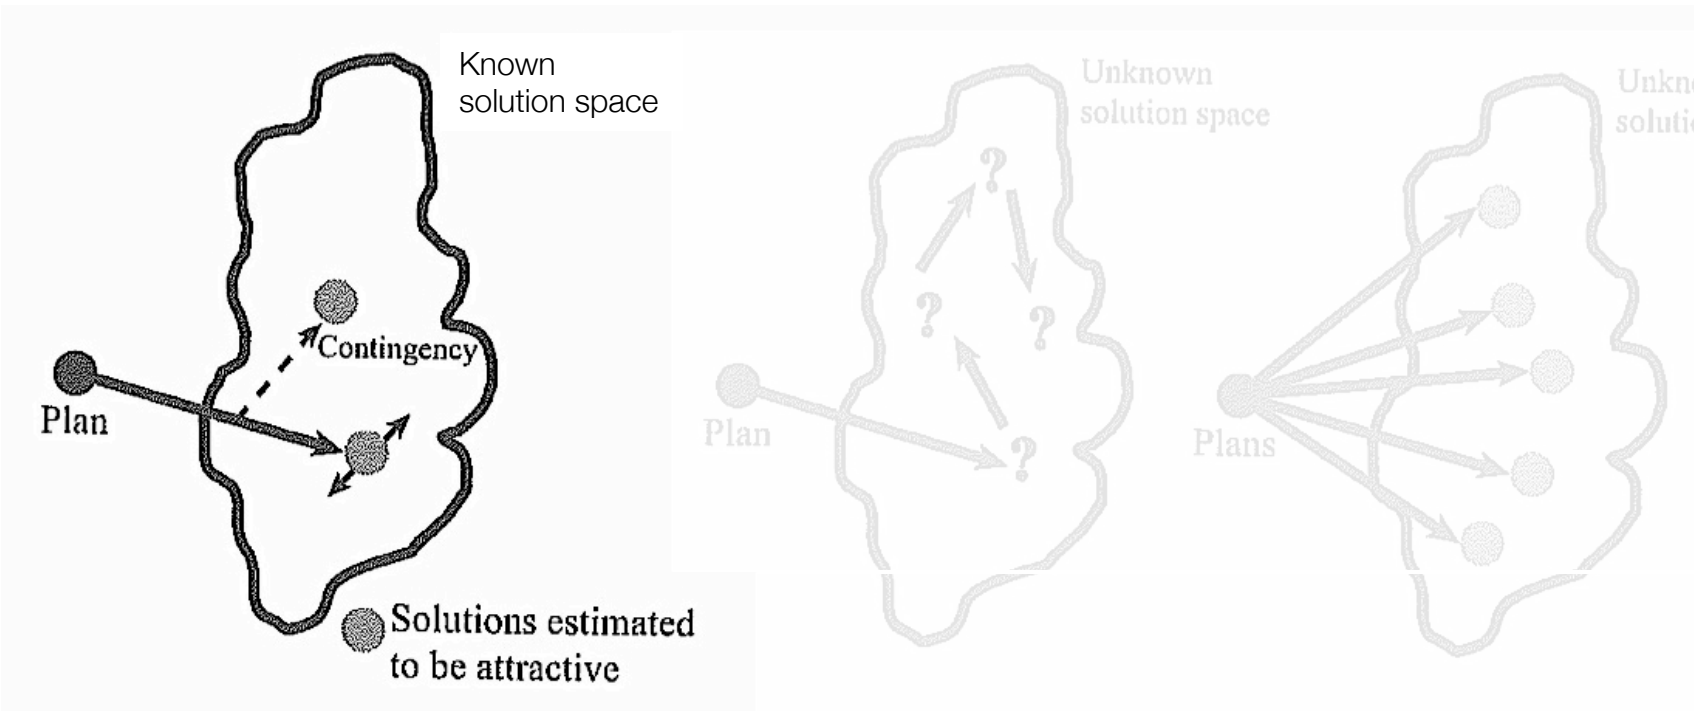 Known
solution space
Contingency
Plan
Solutions estimated
to be attractive
Unknown
solution space
?
?
?
?
Plan
Plans